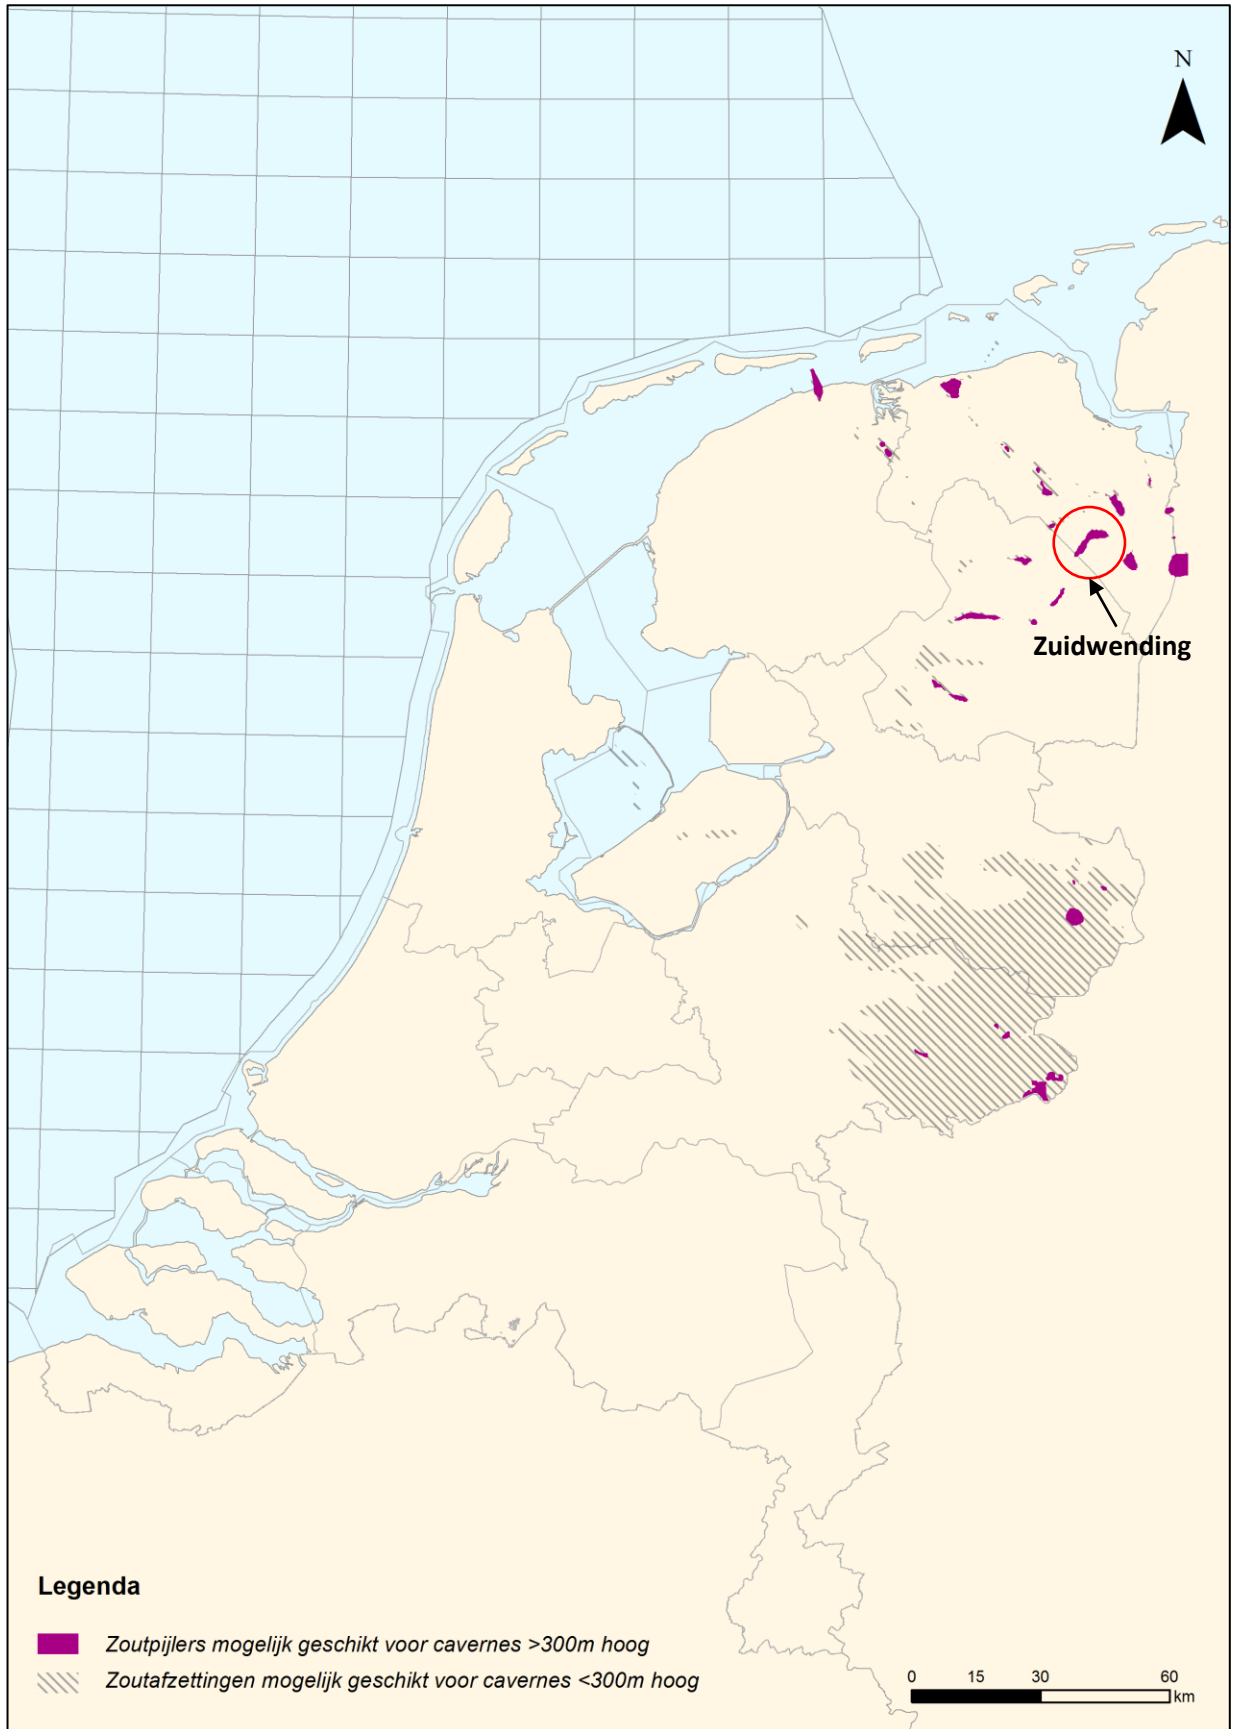 N
Zuidwending
Legenda
Zoutpijlers mogelijk geschikt voor cavernes >300m hoog
Zoutafzettingen mogelijk geschikt voor cavernes <300m hoog
0 15 30 60
km